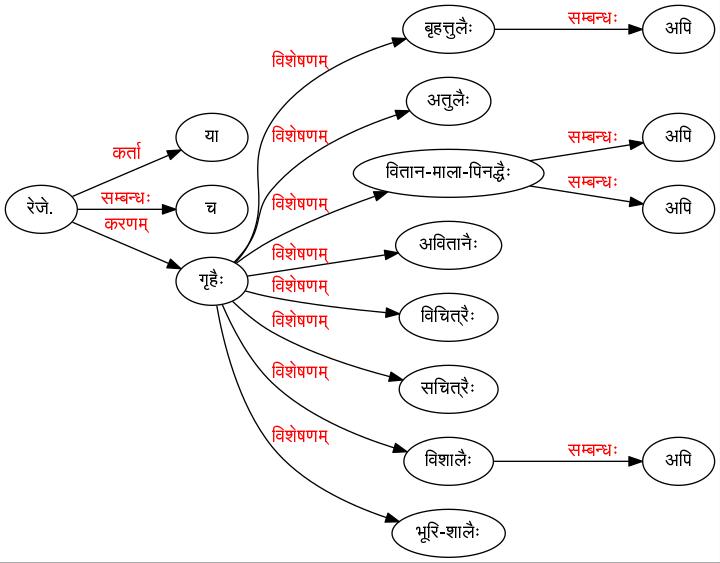 बृहत्तुलैः
सम्बन्धः
अपि
विशेषणम्
अतुलैः
विशेषणम्
या
कर्ता
वितान-माला-पिनद्धैः
सम्बन्धः
अपि
रेजे.
सम्बन्धः
च
विशेषणम्
सम्बन्धः
अपि
करणम्
अवितानैः
विशेषणम्
गृहैः
विशेषणम्
विचित्रैः
विशेषणम्
सचित्रैः
विशेषणम्
विशालैः
सम्बन्धः
अपि
विशेषणम्
भूरि-शालैः